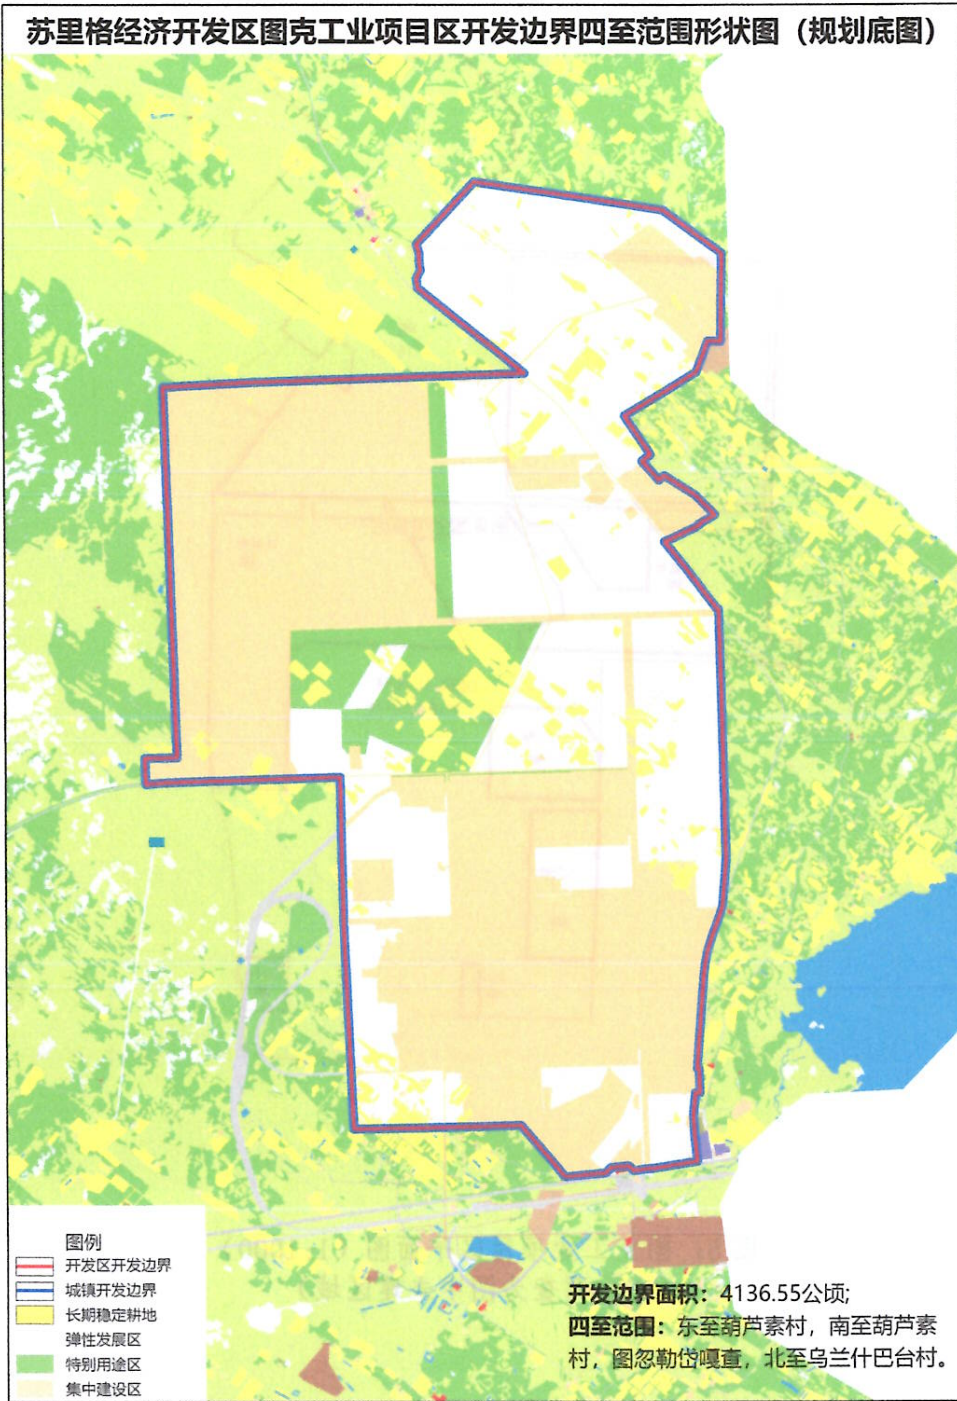 苏里格经济开发区图克工业项目区开发边界四至范围形状图（规划底图）
图例
开发区开发边界
城镇开发边界
长期稳定耕地
弹性发展区
特别用途区
集中建设区
开发边界面积：4136.55公顷;
四至范围：东至葫芦素村，南至葫芦素
村，图忽勒岱嘎查，北至乌兰什巴台村。